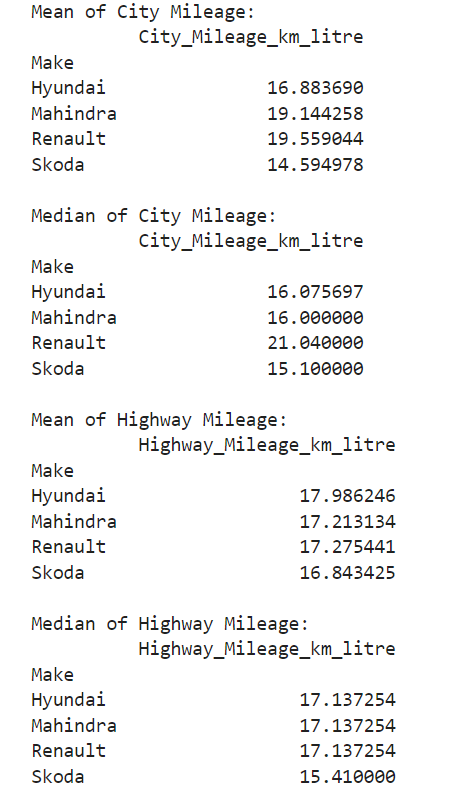 Mean of City Mileage:
City_Mileage_km_litre
Make
Hyundai 16.883690
Mahindra 19.144258
Renault 19.559044
Skoda 14.594978
Median of City Mileage:
City_Mileage_km_litre
Make
Hyundai 16.075697
Mahindra 16.000000
Renault 21.040000
Skoda 15.100000
Mean of Highway Mileage:
Highway_Mileage_km_litre
Make
Hyundai 17.986246
Mahindra 17.213134
Renault 17.275441
Skoda 16.843425
Median of Highway Mileage:
Highway_Mileage_km_litre
Make
Hyundai 17.137254
Mahindra 17.137254
Renault 17.137254
Skoda 15.410000